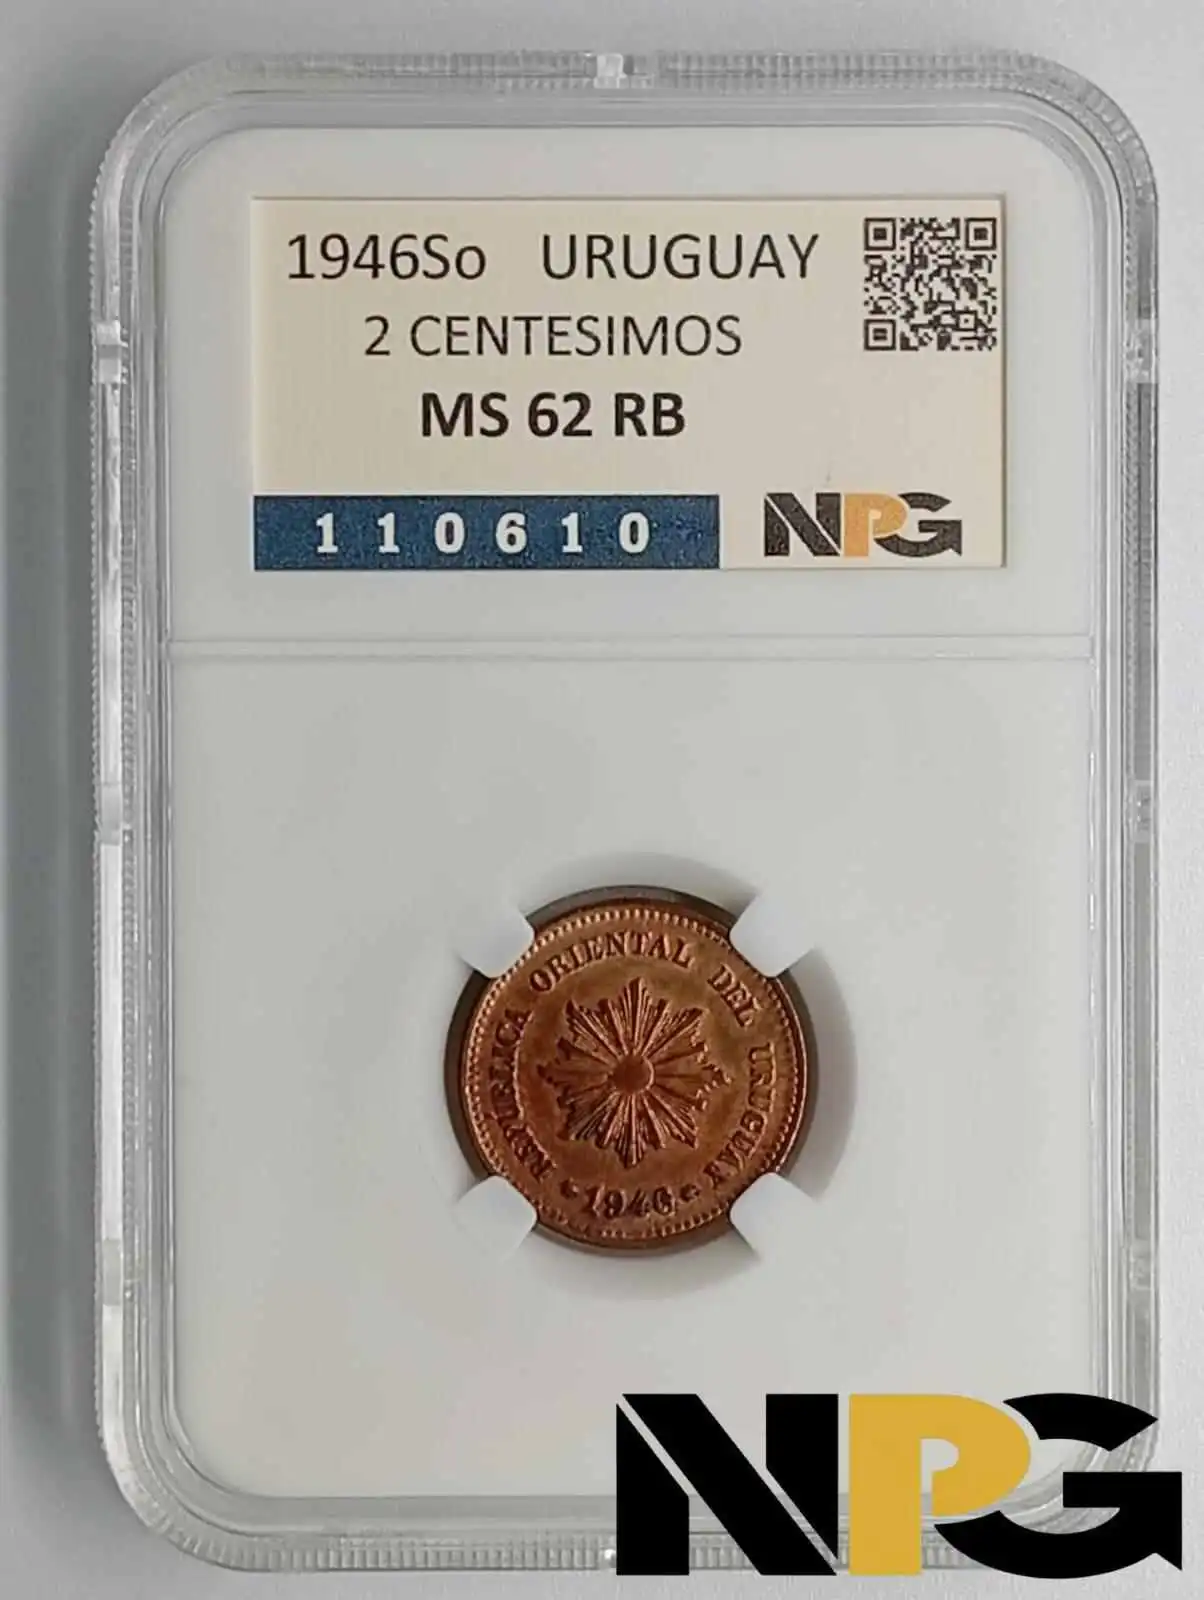 1946So URUGUAY
2 CENTESIMOS
MS 62 RB
110610
NPG
REPUBLICA ORIENTAL DEL URUGUAY
1946
NPG